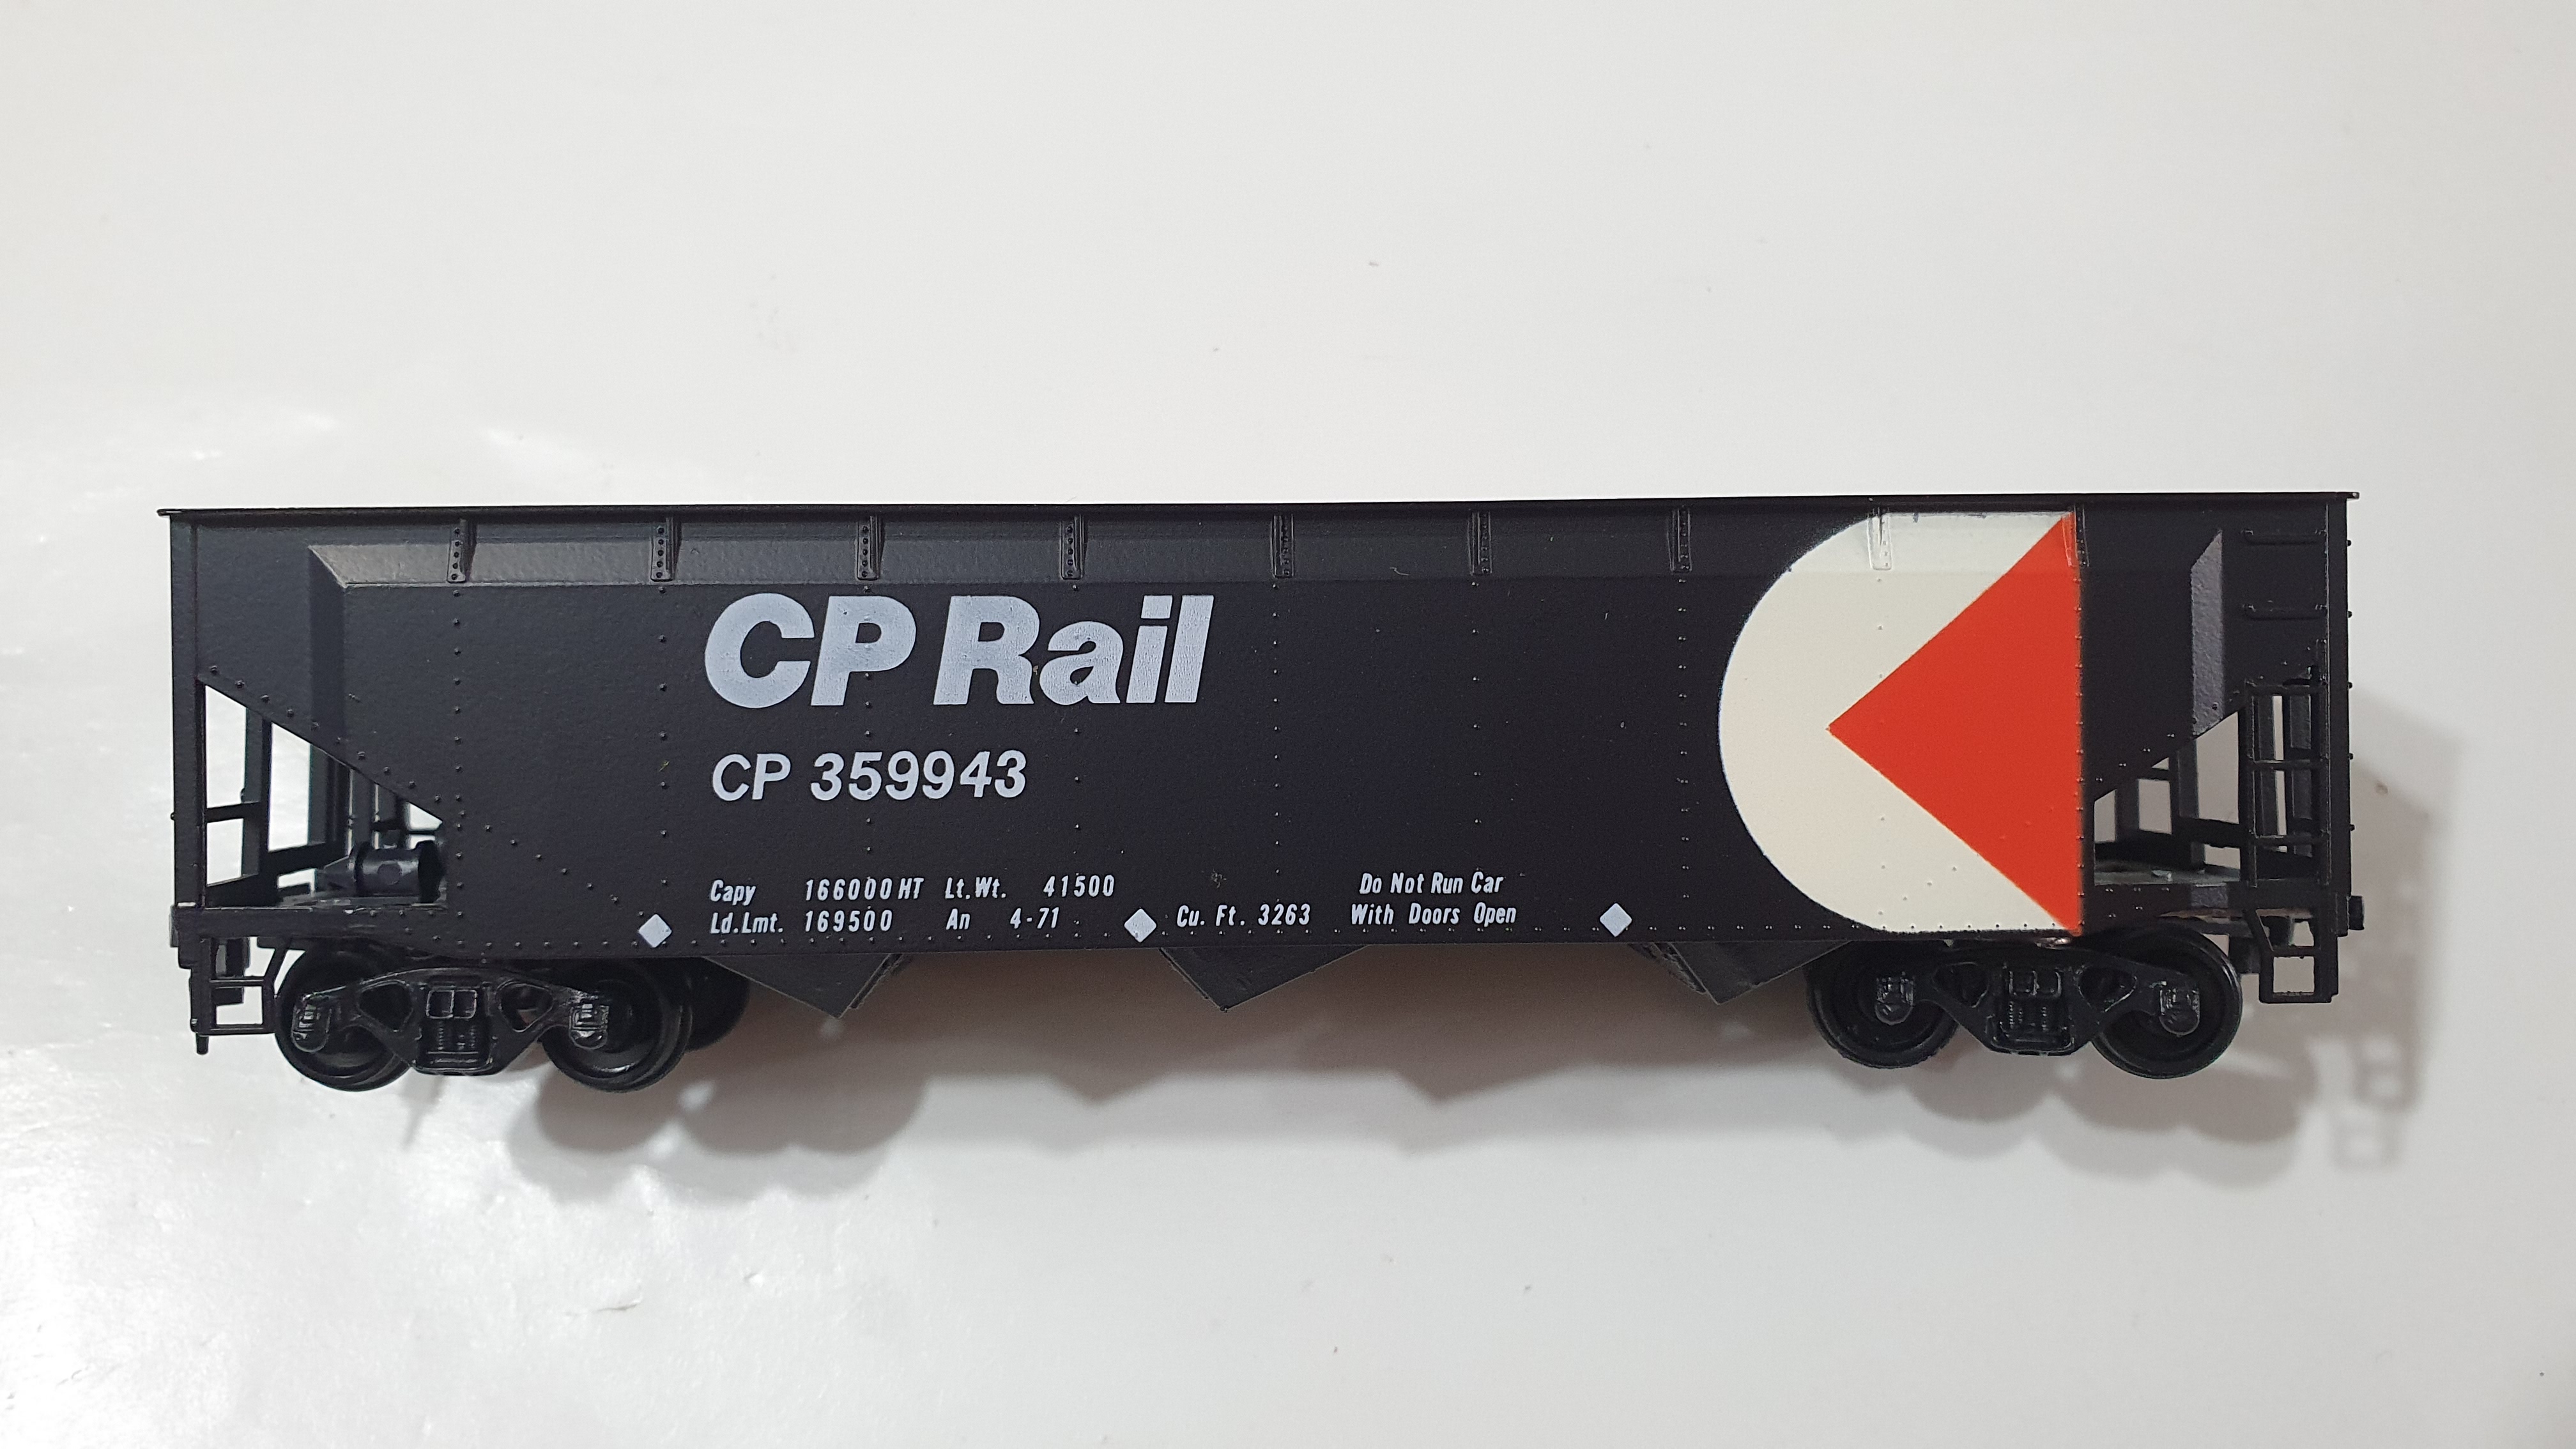 CP Rail
CP 359943
Capy 166000 HT Lt. Wt. 41500
Ld. Lmt. 169500 An 4-71
Cu. Ft. 3263
Do Not Run Car
With Doors Open